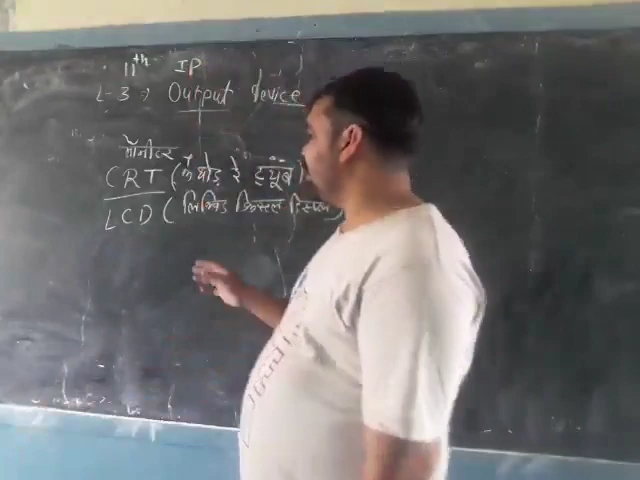 11th IP
L-3 :→ Output Device
मॉनीटर
CRT (कैथोड़ रे ट्यूब)
LCD (लिक्विड क्रिस्टल डिस्प्ले)